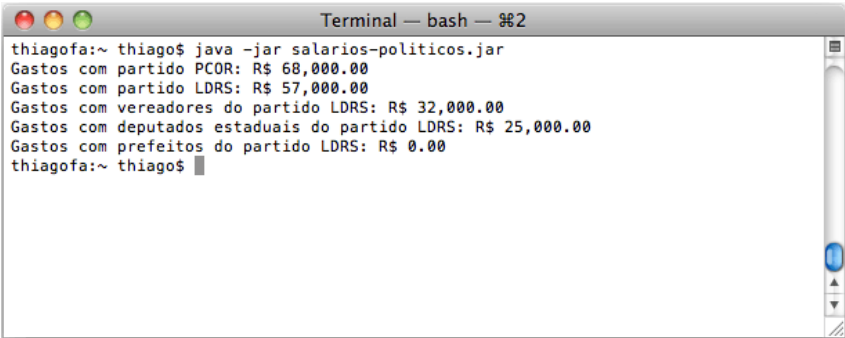 Terminal — bash — ⌘2
thiagofa:~ thiago$ java -jar salarios-politicos.jar
Gastos com partido PCOR: R$ 68,000.00
Gastos com partido LDRS: R$ 57,000.00
Gastos com vereadores do partido LDRS: R$ 32,000.00
Gastos com deputados estaduais do partido LDRS: R$ 25,000.00
Gastos com prefeitos do partido LDRS: R$ 0.00
thiagofa:~ thiago$